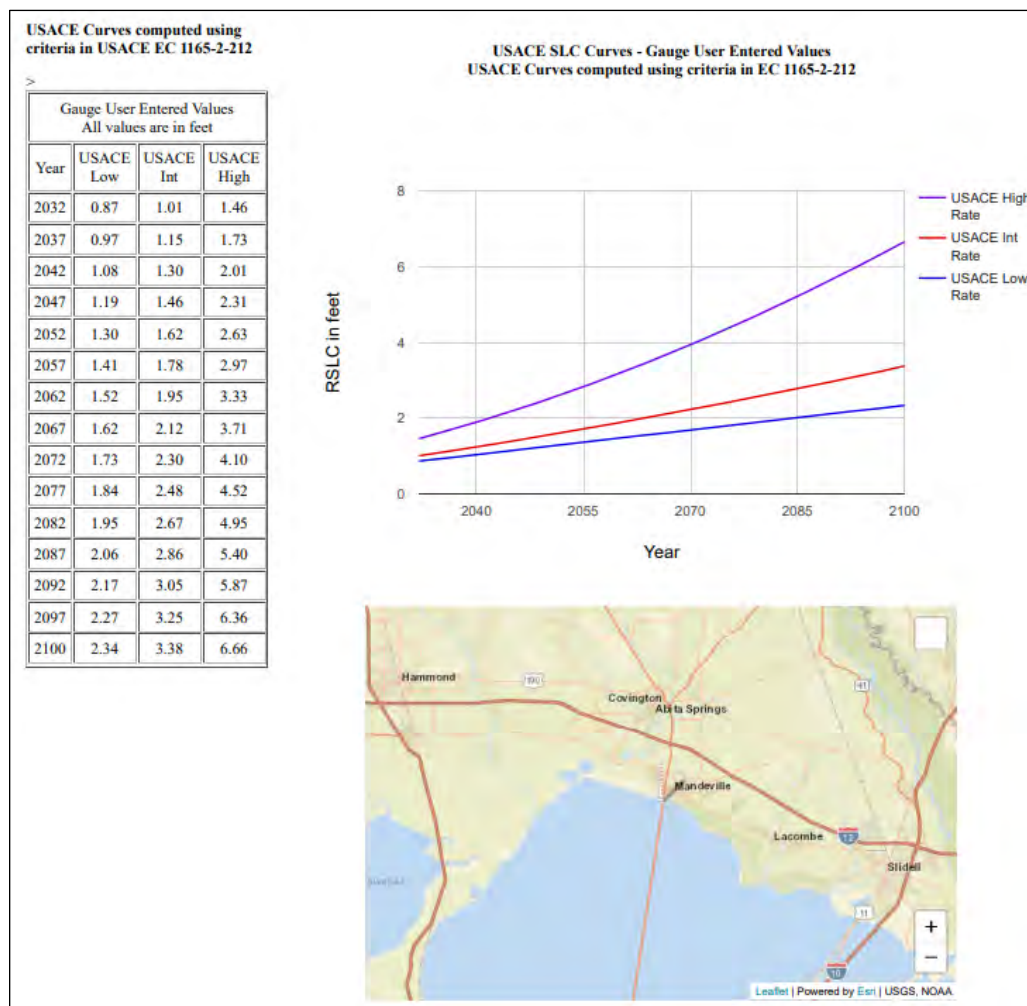 USACE Curves computed using
criteria in USACE EC 1165-2-212
>
Gauge User Entered Values
All values are in feet
Year USACE Low USACE Int USACE High
2032 0.87 1.01 1.46
2037 0.97 1.15 1.73
2042 1.08 1.30 2.01
2047 1.19 1.46 2.31
2052 1.30 1.62 2.63
2057 1.41 1.78 2.97
2062 1.52 1.95 3.33
2067 1.62 2.12 3.71
2072 1.73 2.30 4.10
2077 1.84 2.48 4.52
2082 1.95 2.67 4.95
2087 2.06 2.86 5.40
2092 2.17 3.05 5.87
2097 2.27 3.25 6.36
2100 2.34 3.38 6.66
USACE SLC Curves - Gauge User Entered Values
USACE Curves computed using criteria in EC 1165-2-212
RSLC in feet
8
6
4
2
0
2040 2055 2070 2085 2100
Year
USACE High
Rate
USACE Int
Rate
USACE Low
Rate
Hammond
190
Covington
Abita Springs
41
Mandeville
Lacombe
12
Slidell
11
10
+
−
Leaflet | Powered by Esri | USGS, NOAA